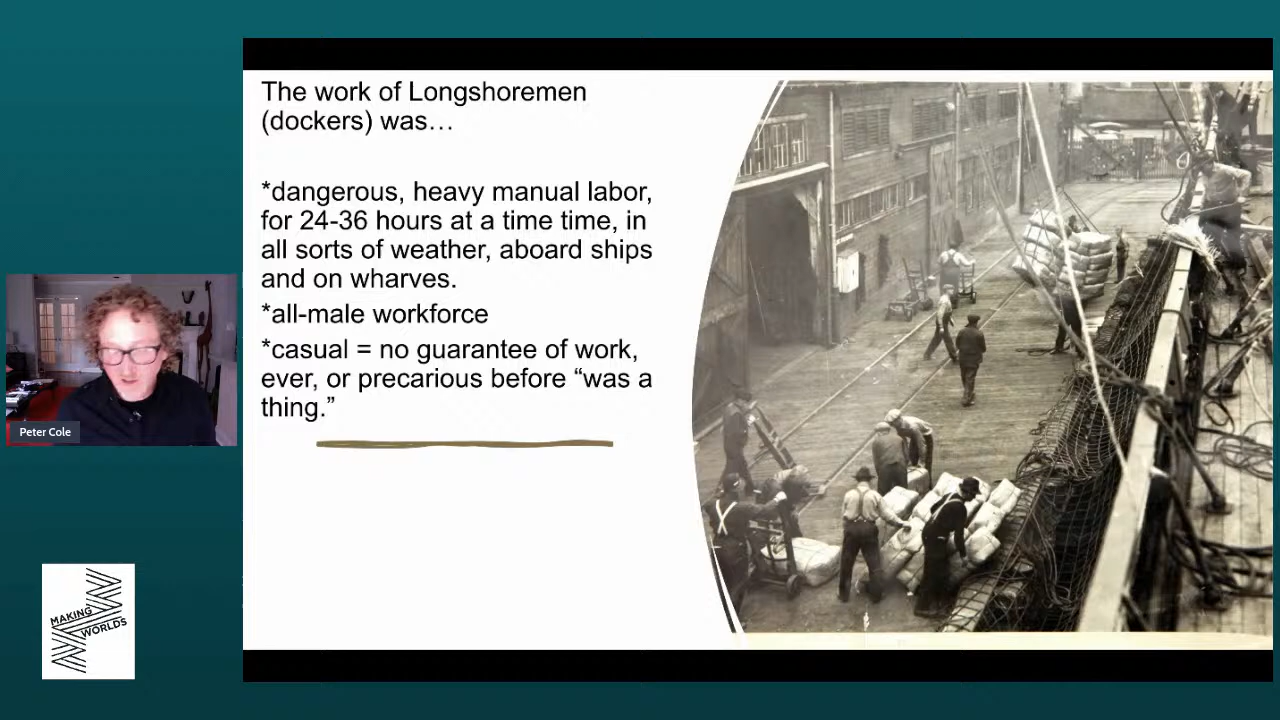 The work of Longshoremen
(dockers) was…
*dangerous, heavy manual labor,
for 24-36 hours at a time time, in
all sorts of weather, aboard ships
and on wharves.
*all-male workforce
*casual = no guarantee of work,
ever, or precarious before “was a
thing.”
Peter Cole
MAKING
WORLDS